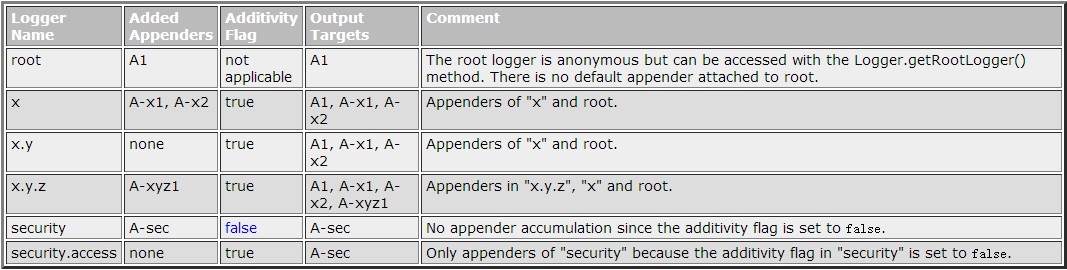 Logger Name Added Appenders Additivity Flag Output Targets Comment
root A1 not applicable A1 The root logger is anonymous but can be accessed with the Logger.getRootLogger() method. There is no default appender attached to root.
x A-x1, A-x2 true A1, A-x1, A-x2 Appenders of "x" and root.
x.y none true A1, A-x1, A-x2 Appenders of "x" and root.
x.y.z A-xyz1 true A1, A-x1, A-x2, A-xyz1 Appenders in "x.y.z", "x" and root.
security A-sec false A-sec No appender accumulation since the additivity flag is set to false.
security.access none true A-sec Only appenders of "security" because the additivity flag in "security" is set to false.